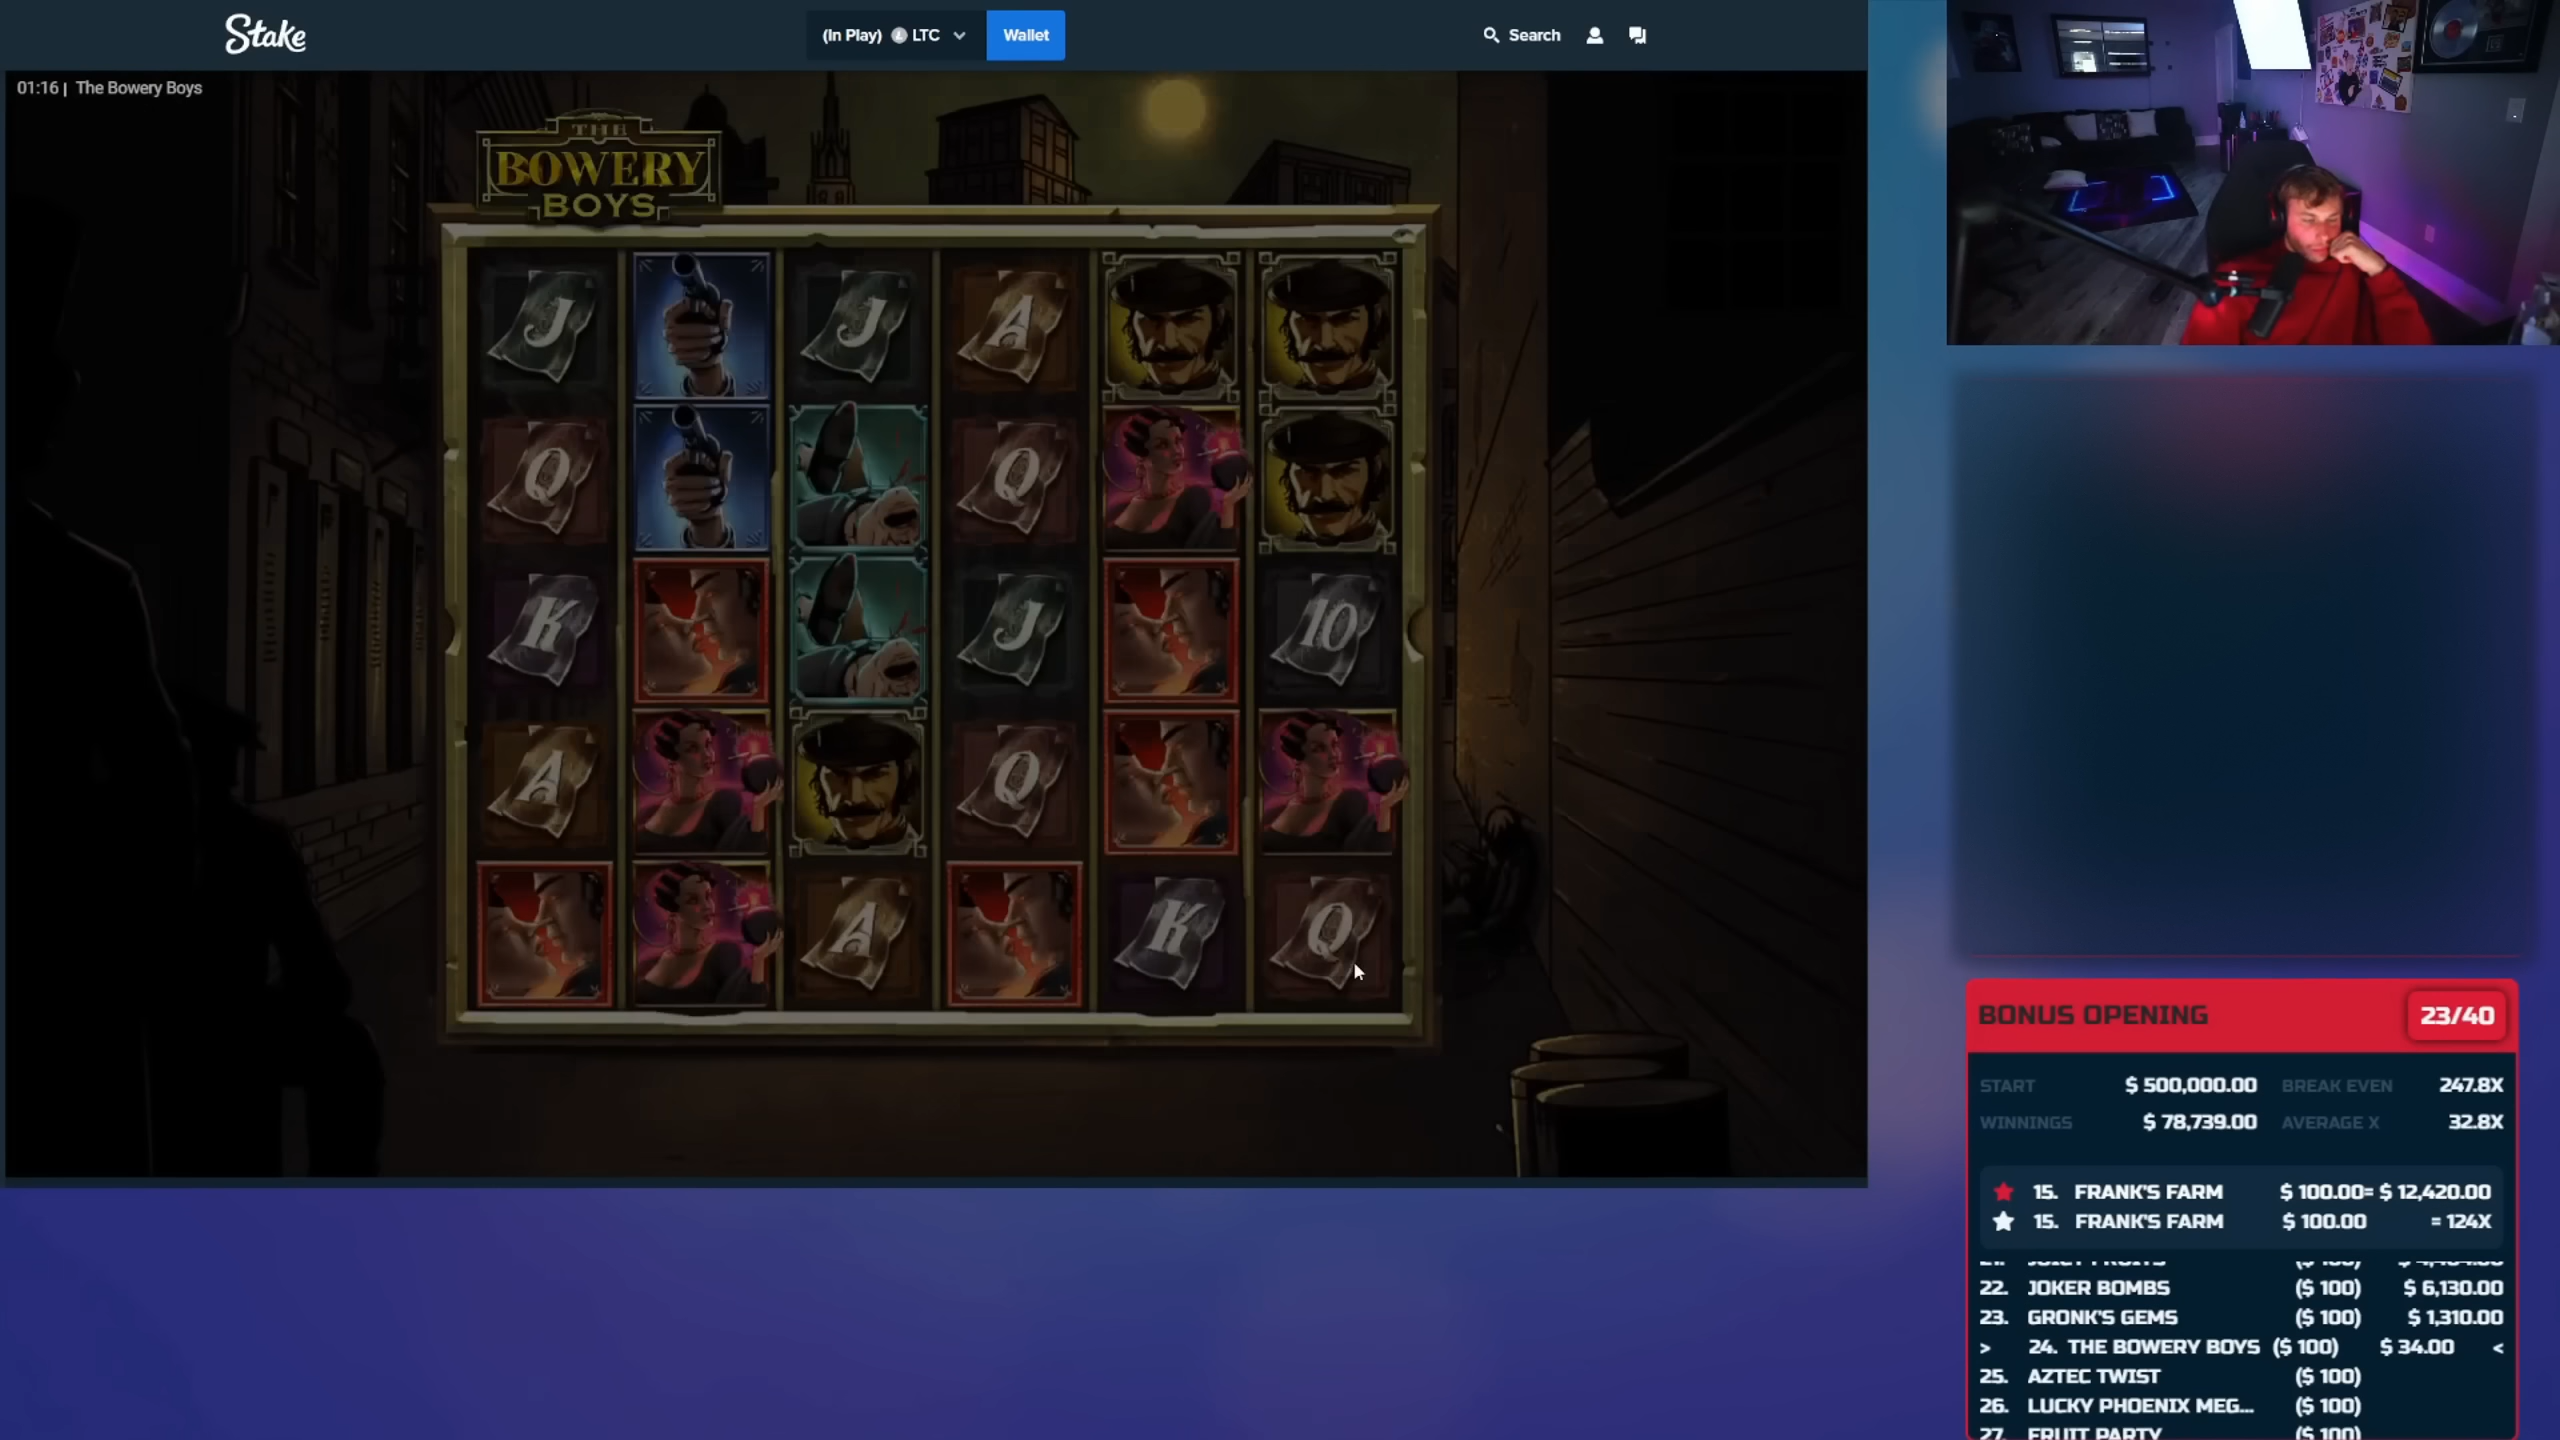 Stake
(In Play) LTC
Wallet
Search
01:16 | The Bowery Boys
THE
BOWERY
BOYS
J J A
Q Q
K J 10
A Q
A K Q
BONUS OPENING 23/40
START $ 500,000.00 BREAK EVEN 247.8X
WINNINGS $ 78,739.00 AVERAGE X 32.8X
15. FRANK'S FARM $ 100.00= $ 12,420.00
15. FRANK'S FARM $ 100.00 = 124X
22. JOKER BOMBS ($ 100) $ 6,130.00
23. GRONK'S GEMS ($ 100) $ 1,310.00
> 24. THE BOWERY BOYS ($ 100) $ 34.00 <
25. AZTEC TWIST ($ 100)
26. LUCKY PHOENIX MEG... ($ 100)
27. FRUIT PARTY ($ 100)